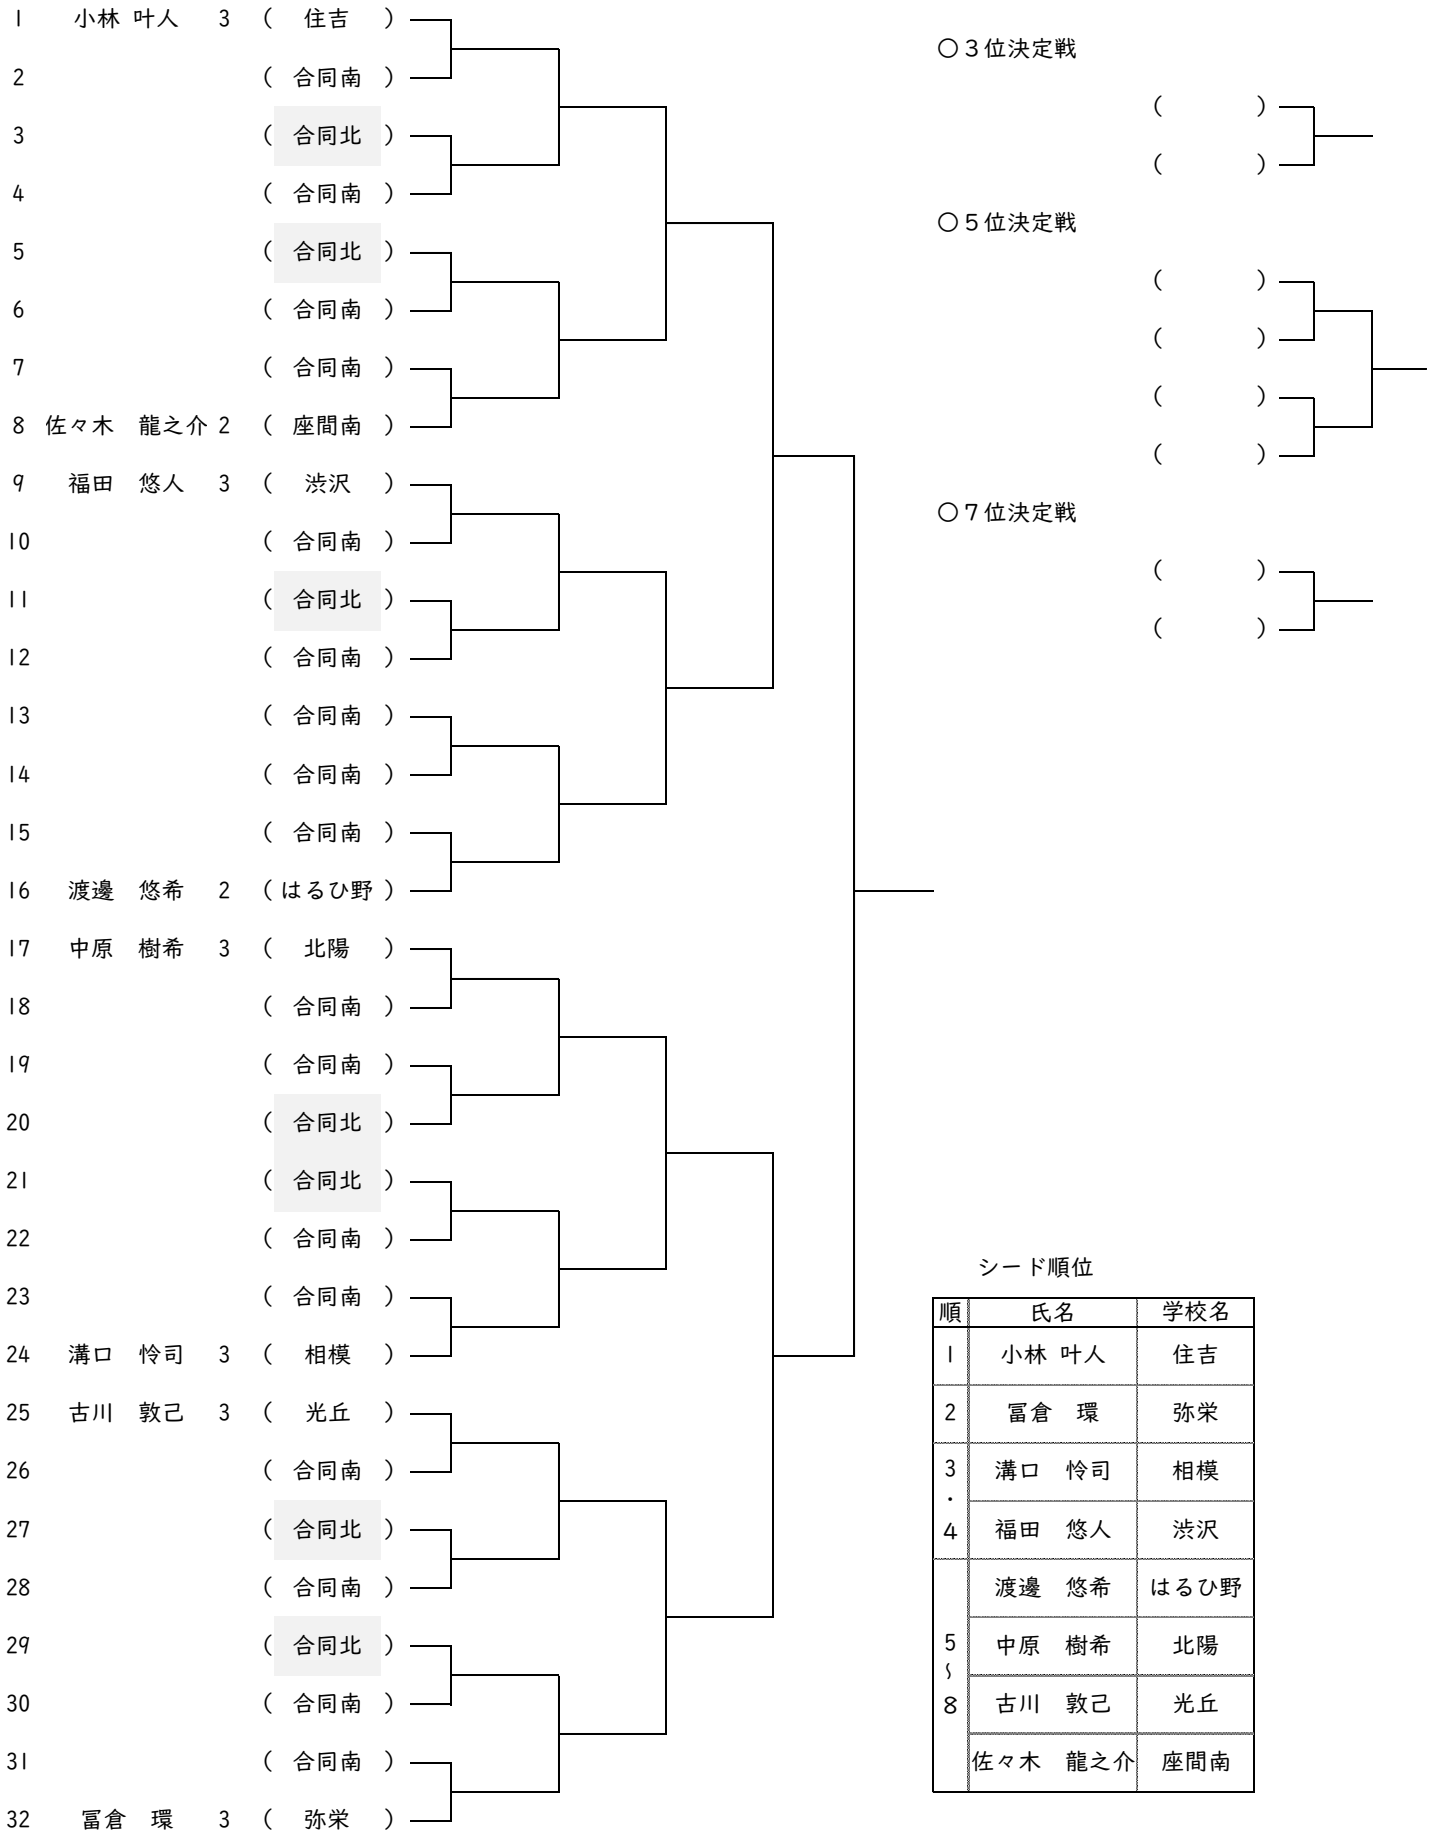 1 小林 叶人 3 ( 住吉 )
2 ( 合同南 )
3 ( 合同北 )
4 ( 合同南 )
5 ( 合同北 )
6 ( 合同南 )
7 ( 合同南 )
8 佐々木 龍之介 2 ( 座間南 )
9 福田 悠人 3 ( 渋沢 )
10 ( 合同南 )
11 ( 合同北 )
12 ( 合同南 )
13 ( 合同南 )
14 ( 合同南 )
15 ( 合同南 )
16 渡邊 悠希 2 ( はるひ野 )
17 中原 樹希 3 ( 北陽 )
18 ( 合同南 )
19 ( 合同南 )
20 ( 合同北 )
21 ( 合同北 )
22 ( 合同南 )
23 ( 合同南 )
24 溝口 怜司 3 ( 相模 )
25 古川 敦己 3 ( 光丘 )
26 ( 合同南 )
27 ( 合同北 )
28 ( 合同南 )
29 ( 合同北 )
30 ( 合同南 )
31 ( 合同南 )
32 冨倉 環 3 ( 弥栄 )
○３位決定戦
( )
( )
○５位決定戦
( )
( )
( )
( )
○７位決定戦
( )
( )
シード順位
順 氏名 学校名
1 小林 叶人 住吉
2 冨倉 環 弥栄
3・4 溝口 怜司 相模
福田 悠人 渋沢
5〜8 渡邊 悠希 はるひ野
中原 樹希 北陽
古川 敦己 光丘
佐々木 龍之介 座間南